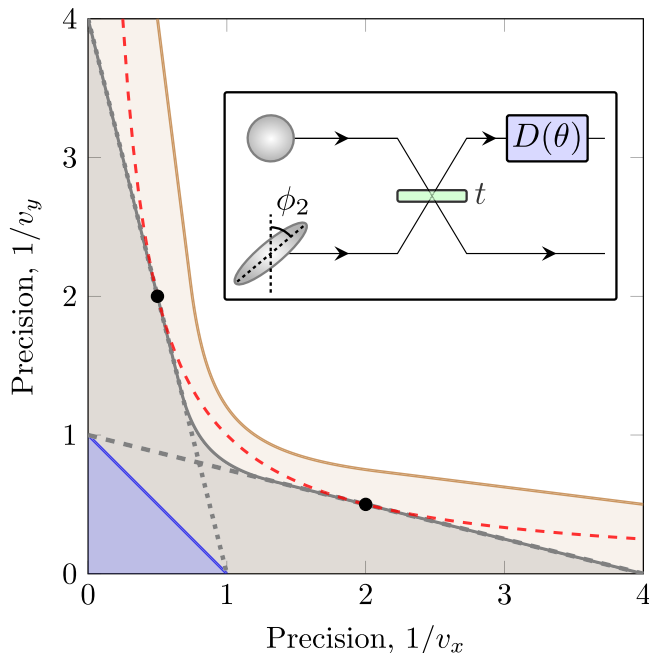 4
3
2
1
0
0
1
2
3
4
Precision, 1/v_y
Precision, 1/v_x
D(θ)
t
ϕ_2